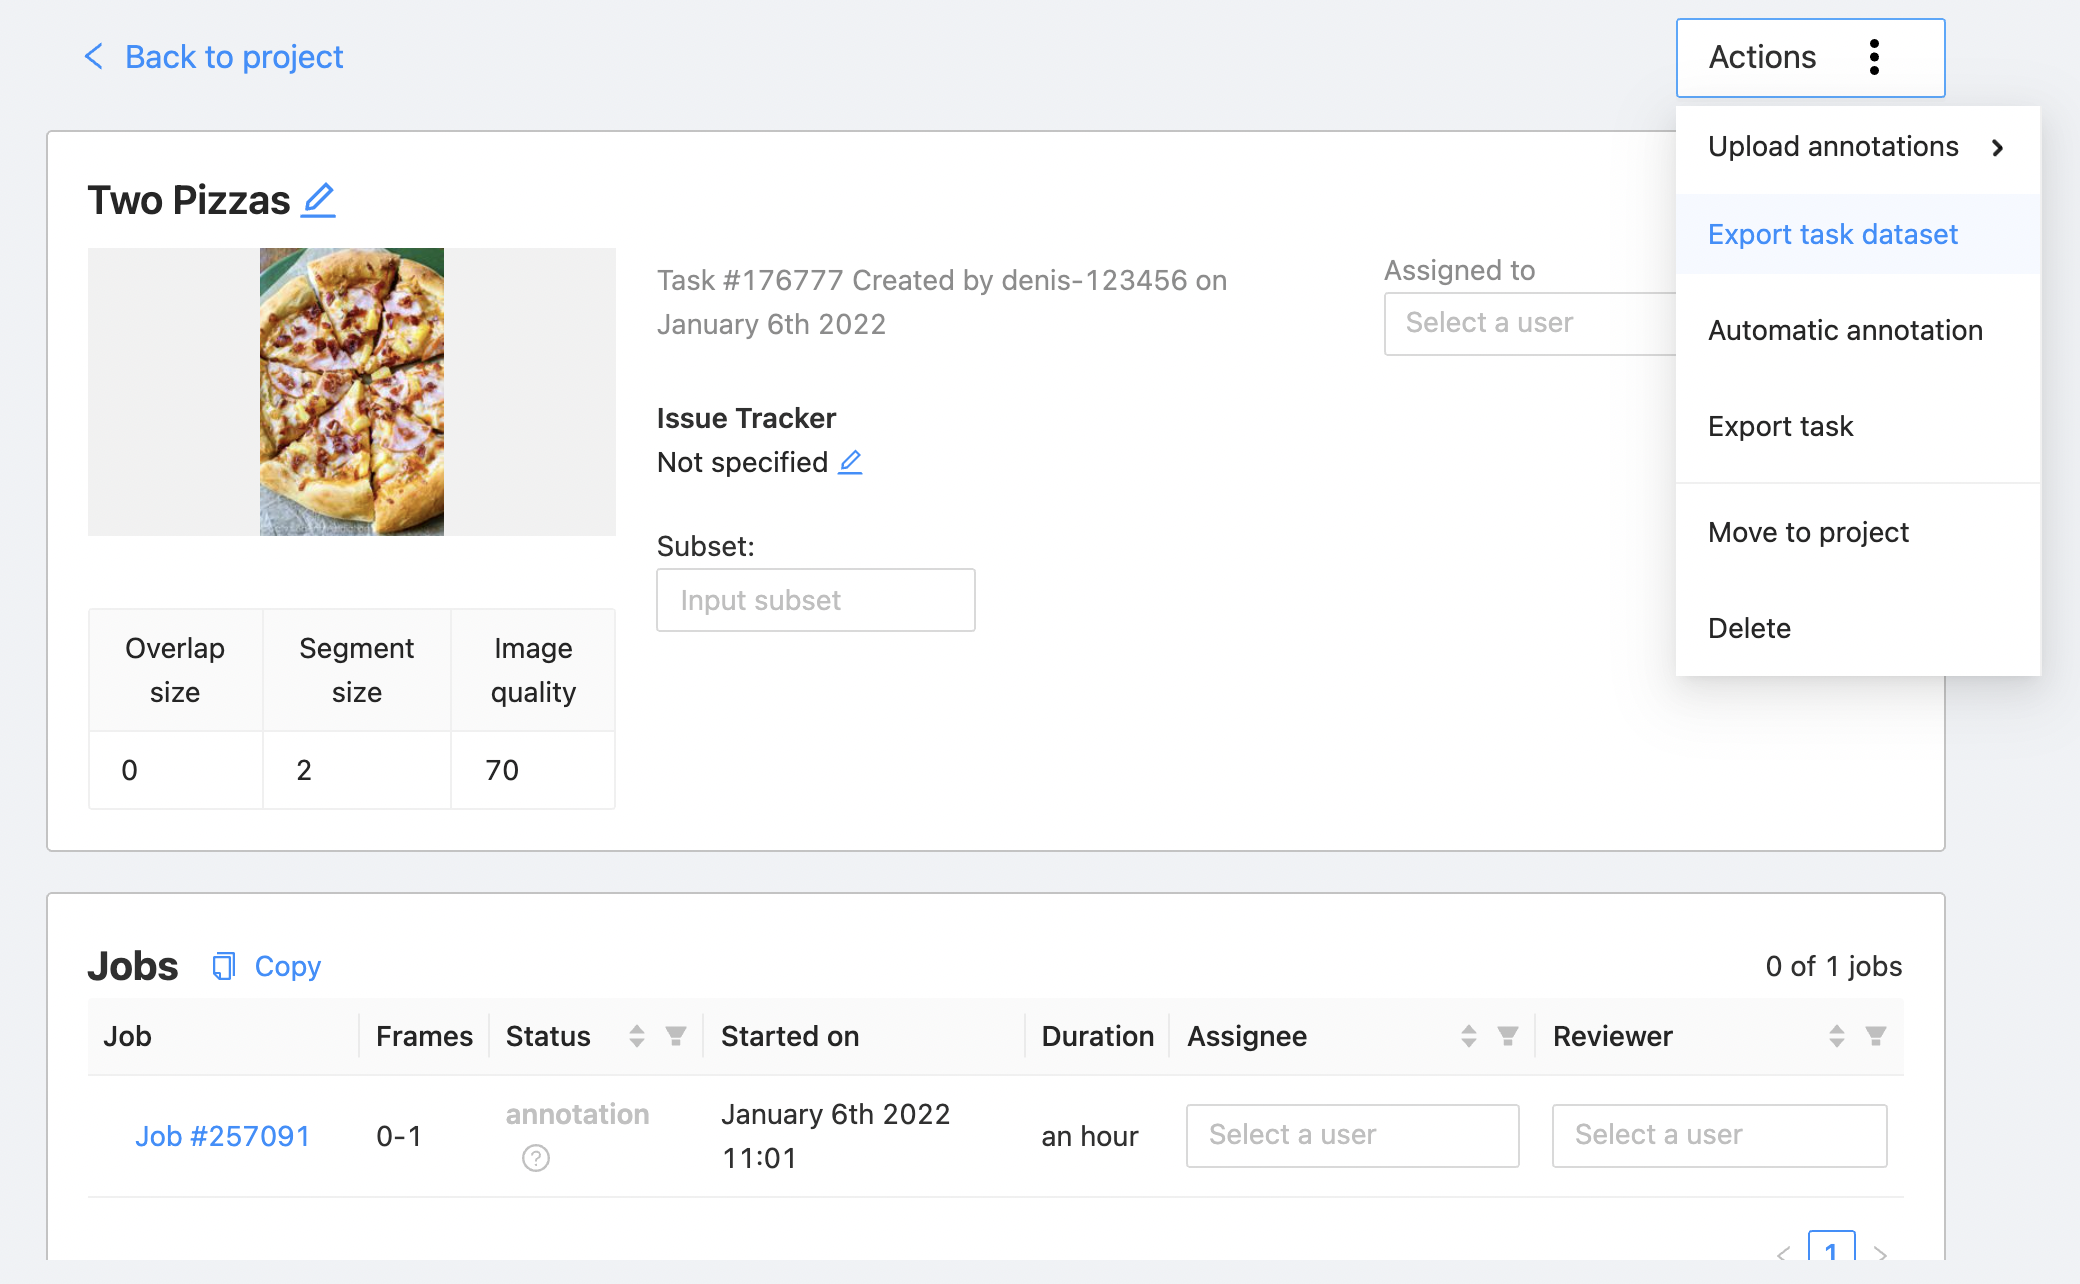 Back to project
Actions
Upload annotations
Export task dataset
Automatic annotation
Export task
Move to project
Delete
Two Pizzas
Task #176777 Created by denis-123456 on
January 6th 2022
Assigned to
Select a user
Issue Tracker
Not specified
Subset:
Input subset
Overlap size
Segment size
Image quality
0
2
70
Jobs
Copy
0 of 1 jobs
Job
Frames
Status
Started on
Duration
Assignee
Reviewer
Job #257091
0-1
annotation
?
January 6th 2022
11:01
an hour
Select a user
Select a user
1